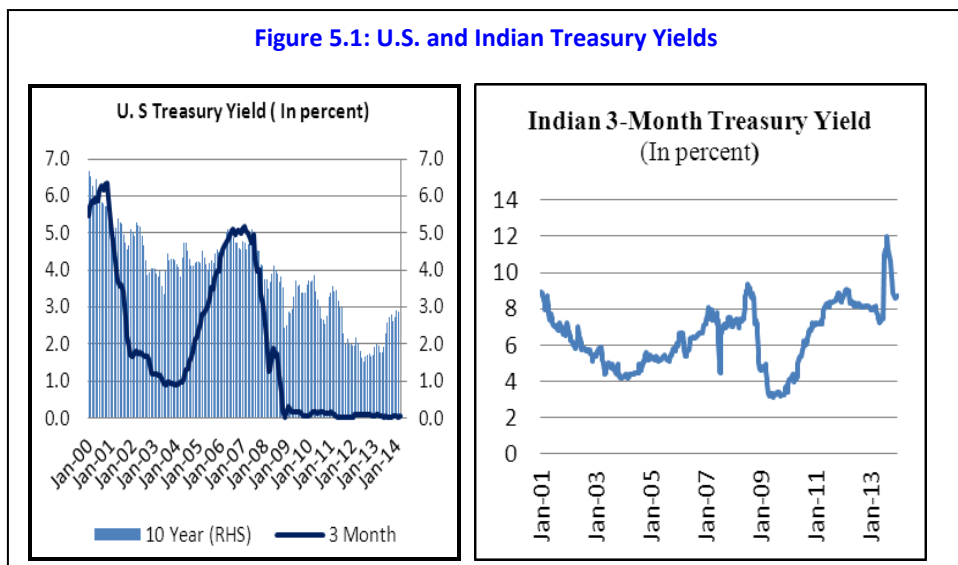 Figure 5.1: U.S. and Indian Treasury Yields
U. S Treasury Yield ( In percent)
7.0
6.0
5.0
4.0
3.0
2.0
1.0
0.0
7.0
6.0
5.0
4.0
3.0
2.0
1.0
0.0
Jan-00
Jan-01
Jan-02
Jan-03
Jan-04
Jan-05
Jan-06
Jan-07
Jan-08
Jan-09
Jan-10
Jan-11
Jan-12
Jan-13
Jan-14
10 Year (RHS)
3 Month
Indian 3-Month Treasury Yield
(In percent)
14
12
10
8
6
4
2
0
Jan-01
Jan-03
Jan-05
Jan-07
Jan-09
Jan-11
Jan-13